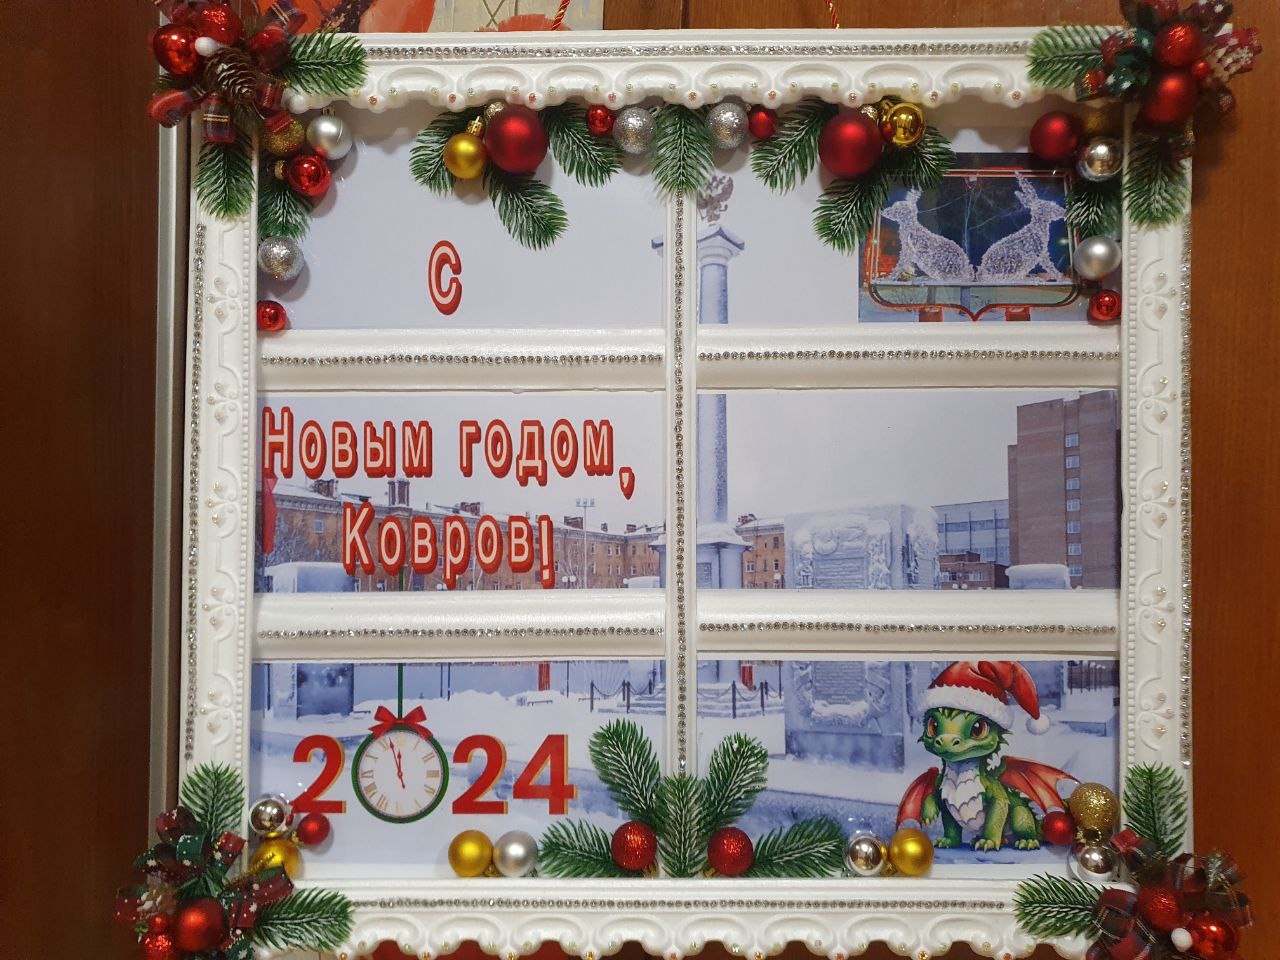 С
Новым годом,
Ковров!
2024